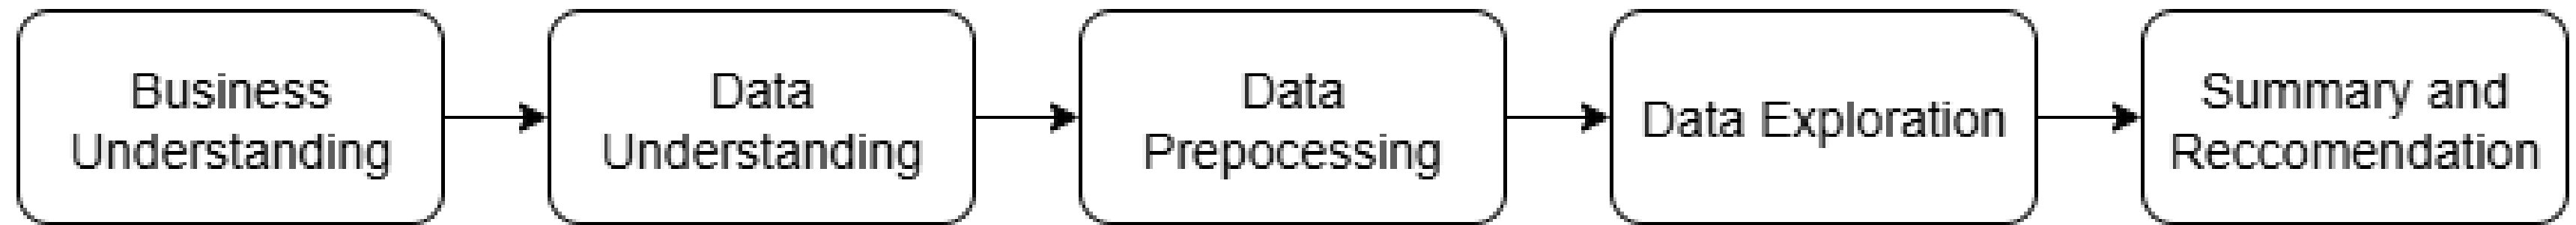 Business
Understanding
Data
Understanding
Data
Prepocessing
Data Exploration
Summary and
Reccomendation